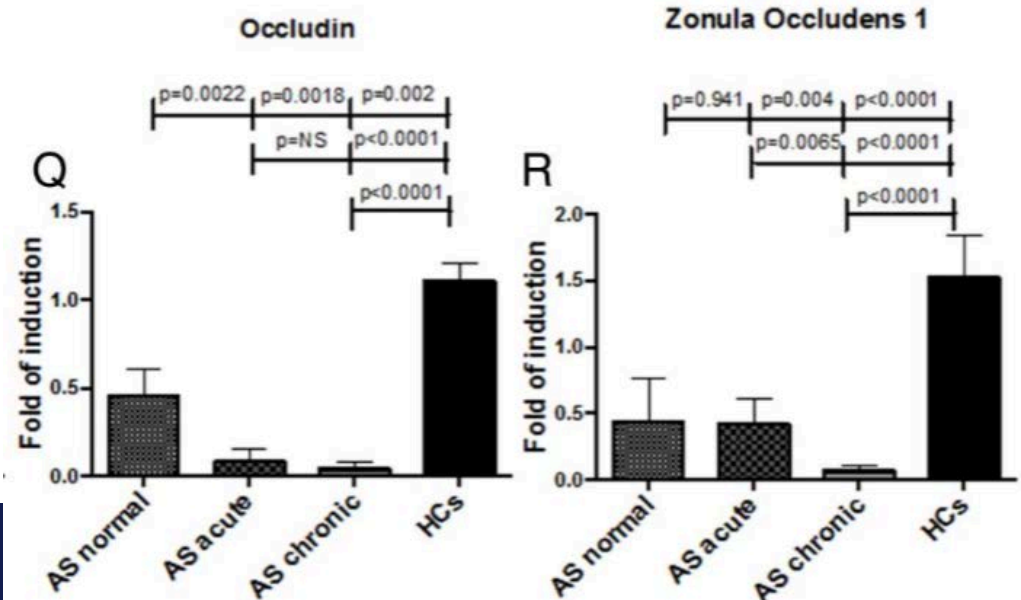 Occludin
p=0.0022 p=0.0018 p=0.002
p=NS p<0.0001
p<0.0001
Q
Fold of induction
1.5
1.0
0.5
0.0
AS normal
AS acute
AS chronic
HCs
Zonula Occludens 1
p=0.941 p=0.004 p<0.0001
p=0.0065 p<0.0001
p<0.0001
R
Fold of induction
2.0
1.5
1.0
0.5
0.0
AS normal
AS acute
AS chronic
HCs